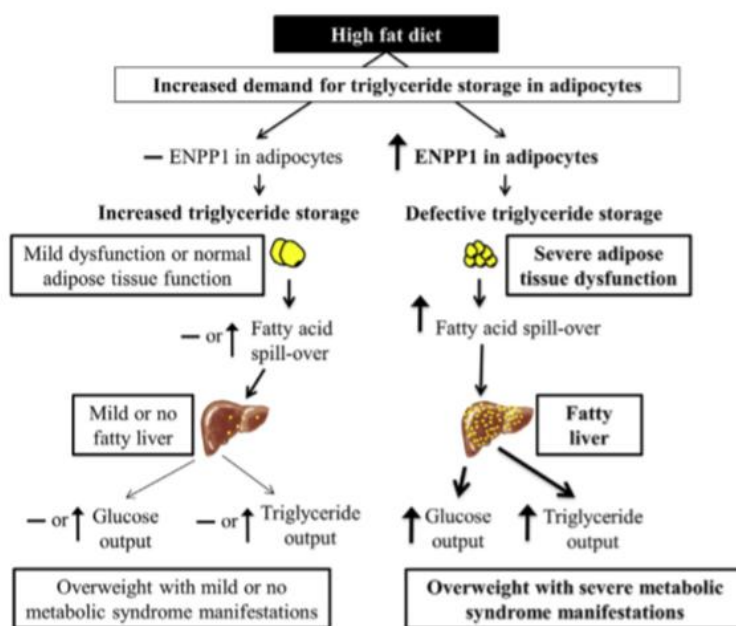 High fat diet
Increased demand for triglyceride storage in adipocytes
– ENPP1 in adipocytes
↑ ENPP1 in adipocytes
Increased triglyceride storage
Defective triglyceride storage
Mild dysfunction or normal
adipose tissue function
Severe adipose
tissue dysfunction
– or ↑ Fatty acid
spill-over
↑ Fatty acid spill-over
Mild or no
fatty liver
Fatty
liver
– or ↑ Glucose
output
– or ↑ Triglyceride
output
↑ Glucose
output
↑ Triglyceride
output
Overweight with mild or no
metabolic syndrome manifestations
Overweight with severe metabolic
syndrome manifestations